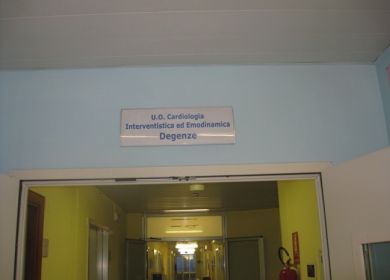 U.O. Cardiologia
Interventistica ed Emodinamica
Degenze